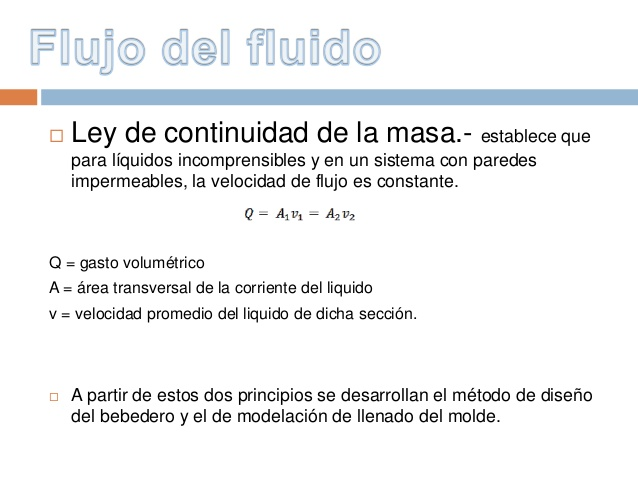 Flujo del fluido
Ley de continuidad de la masa.- establece que
para líquidos incomprensibles y en un sistema con paredes
impermeables, la velocidad de flujo es constante.
Q = A₁v₁ = A₂v₂
Q = gasto volumétrico
A = área transversal de la corriente del liquido
v = velocidad promedio del liquido de dicha sección.
A partir de estos dos principios se desarrollan el método de diseño
del bebedero y el de modelación de llenado del molde.